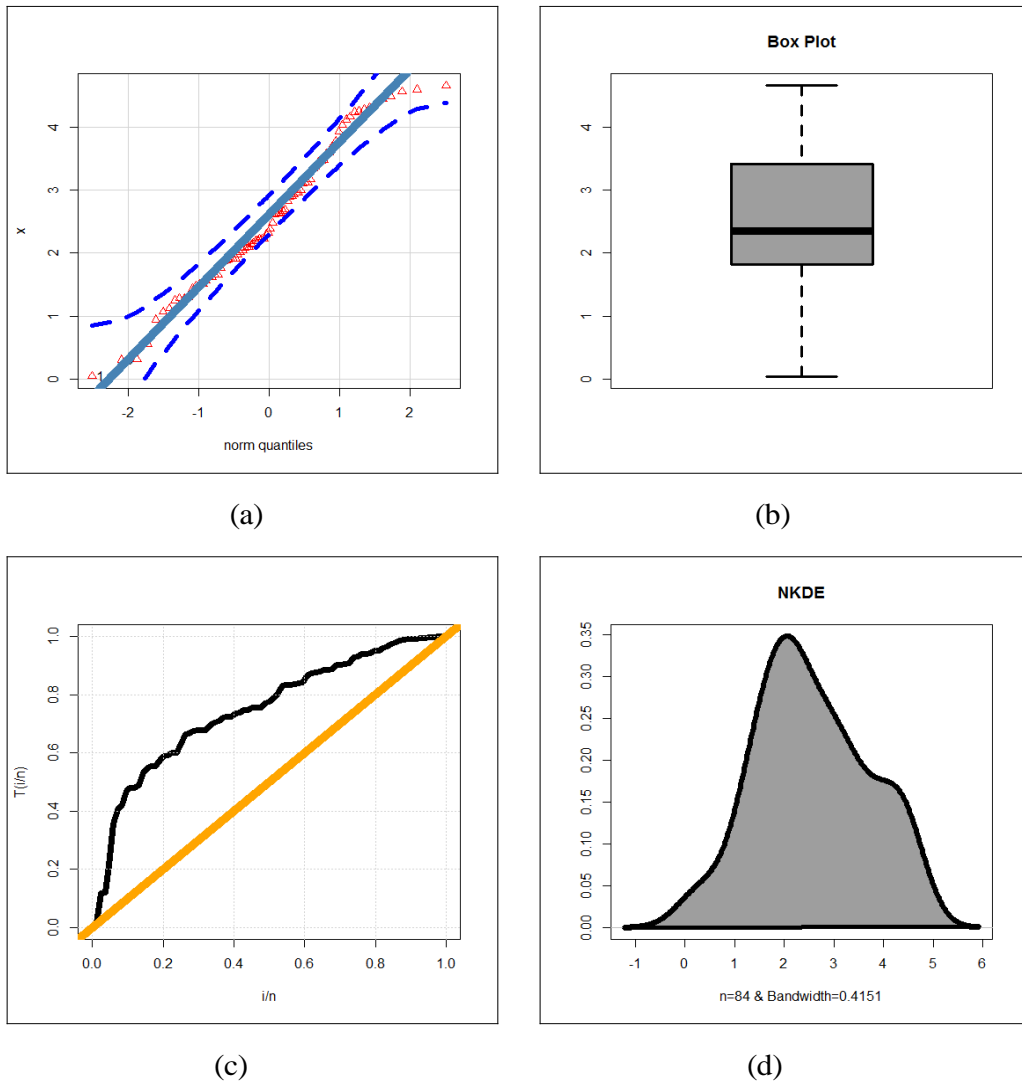 x
4
3
2
1
0
1
-2 -1 0 1 2
norm quantiles
(a)
Box Plot
4
3
2
1
0
(b)
T(i/n)
1.0
0.8
0.6
0.4
0.2
0.0
0.0 0.2 0.4 0.6 0.8 1.0
i/n
(c)
NKDE
0.35
0.30
0.25
0.20
0.15
0.10
0.05
0.00
-1 0 1 2 3 4 5 6
n=84 & Bandwidth=0.4151
(d)